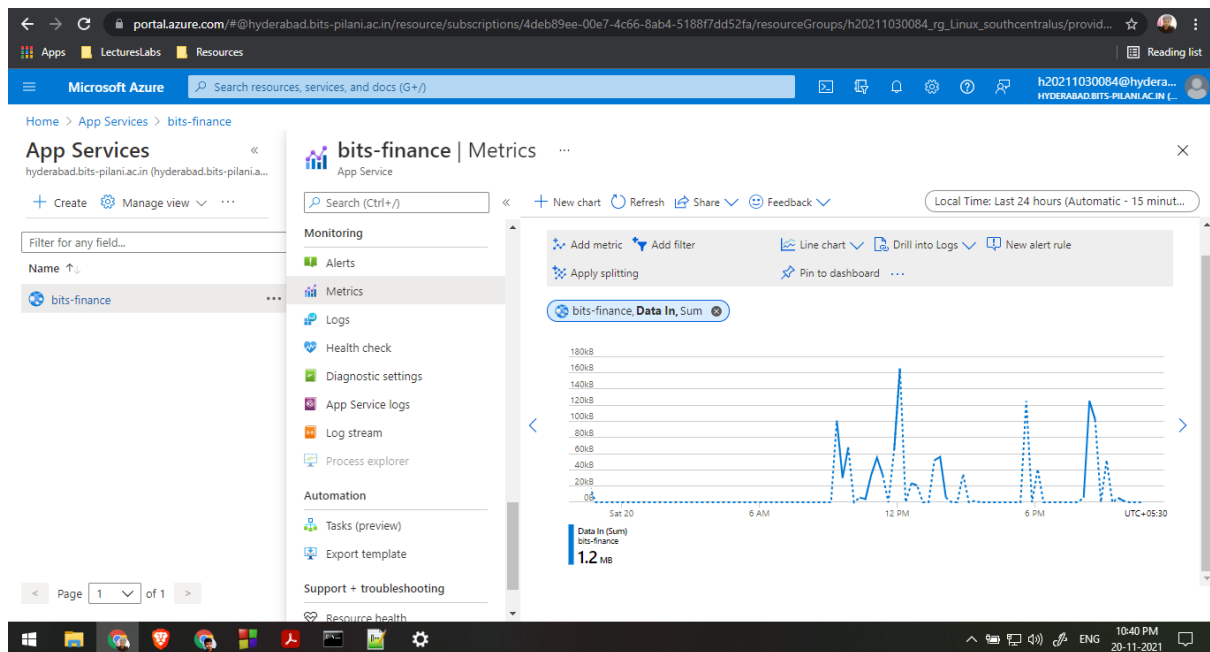 portal.azure.com/#@hyderabad.bits-pilani.ac.in/resource/subscriptions/4deb89ee-00e7-4c66-8ab4-5188f7dd52fa/resourceGroups/h20211030084_rg_Linux_southcentralus/provid...
Apps LecturesLabs Resources Reading list
Microsoft Azure Search resources, services, and docs (G+/) h20211030084@hydera...
HYDERABAD.BITS-PILANI.AC.IN (...
Home > App Services > bits-finance
App Services «
hyderabad.bits-pilani.ac.in (hyderabad.bits-pilani.a...
+ Create Manage view ...
Filter for any field...
Name ↑↓
bits-finance ...
< Page 1 of 1 >
bits-finance | Metrics ...
App Service
Search (Ctrl+/) «
Monitoring
Alerts
Metrics
Logs
Health check
Diagnostic settings
App Service logs
Log stream
Process explorer
Automation
Tasks (preview)
Export template
Support + troubleshooting
Resource health
+ New chart Refresh Share Feedback
Local Time: Last 24 hours (Automatic - 15 minut...
Add metric Add filter Line chart Drill into Logs New alert rule
Apply splitting Pin to dashboard ...
bits-finance, Data In, Sum
180kB
160kB
140kB
120kB
100kB
80kB
60kB
40kB
20kB
0B
Sat 20 6 AM 12 PM 6 PM UTC+05:30
Data In (Sum)
bits-finance
1.2 MB
ENG 10:40 PM
20-11-2021